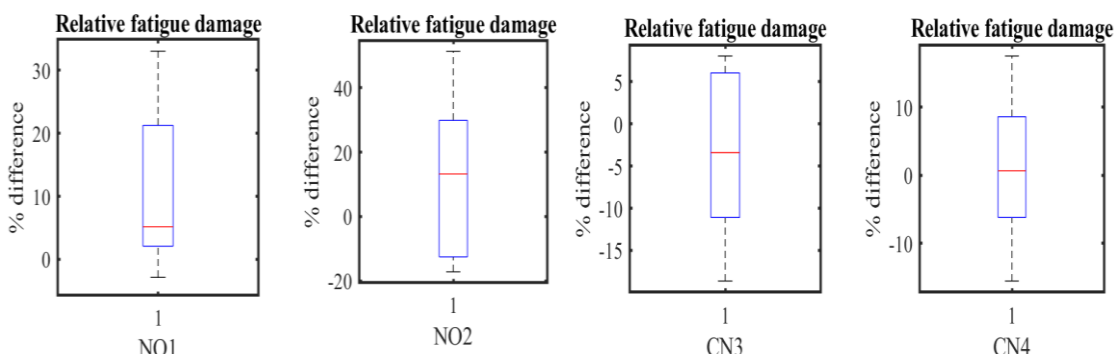 Relative fatigue damage
% difference
30
20
10
0
1
NO1
Relative fatigue damage
% difference
40
20
0
-20
1
NO2
Relative fatigue damage
% difference
5
0
-5
-10
-15
1
CN3
Relative fatigue damage
% difference
10
0
-10
1
CN4